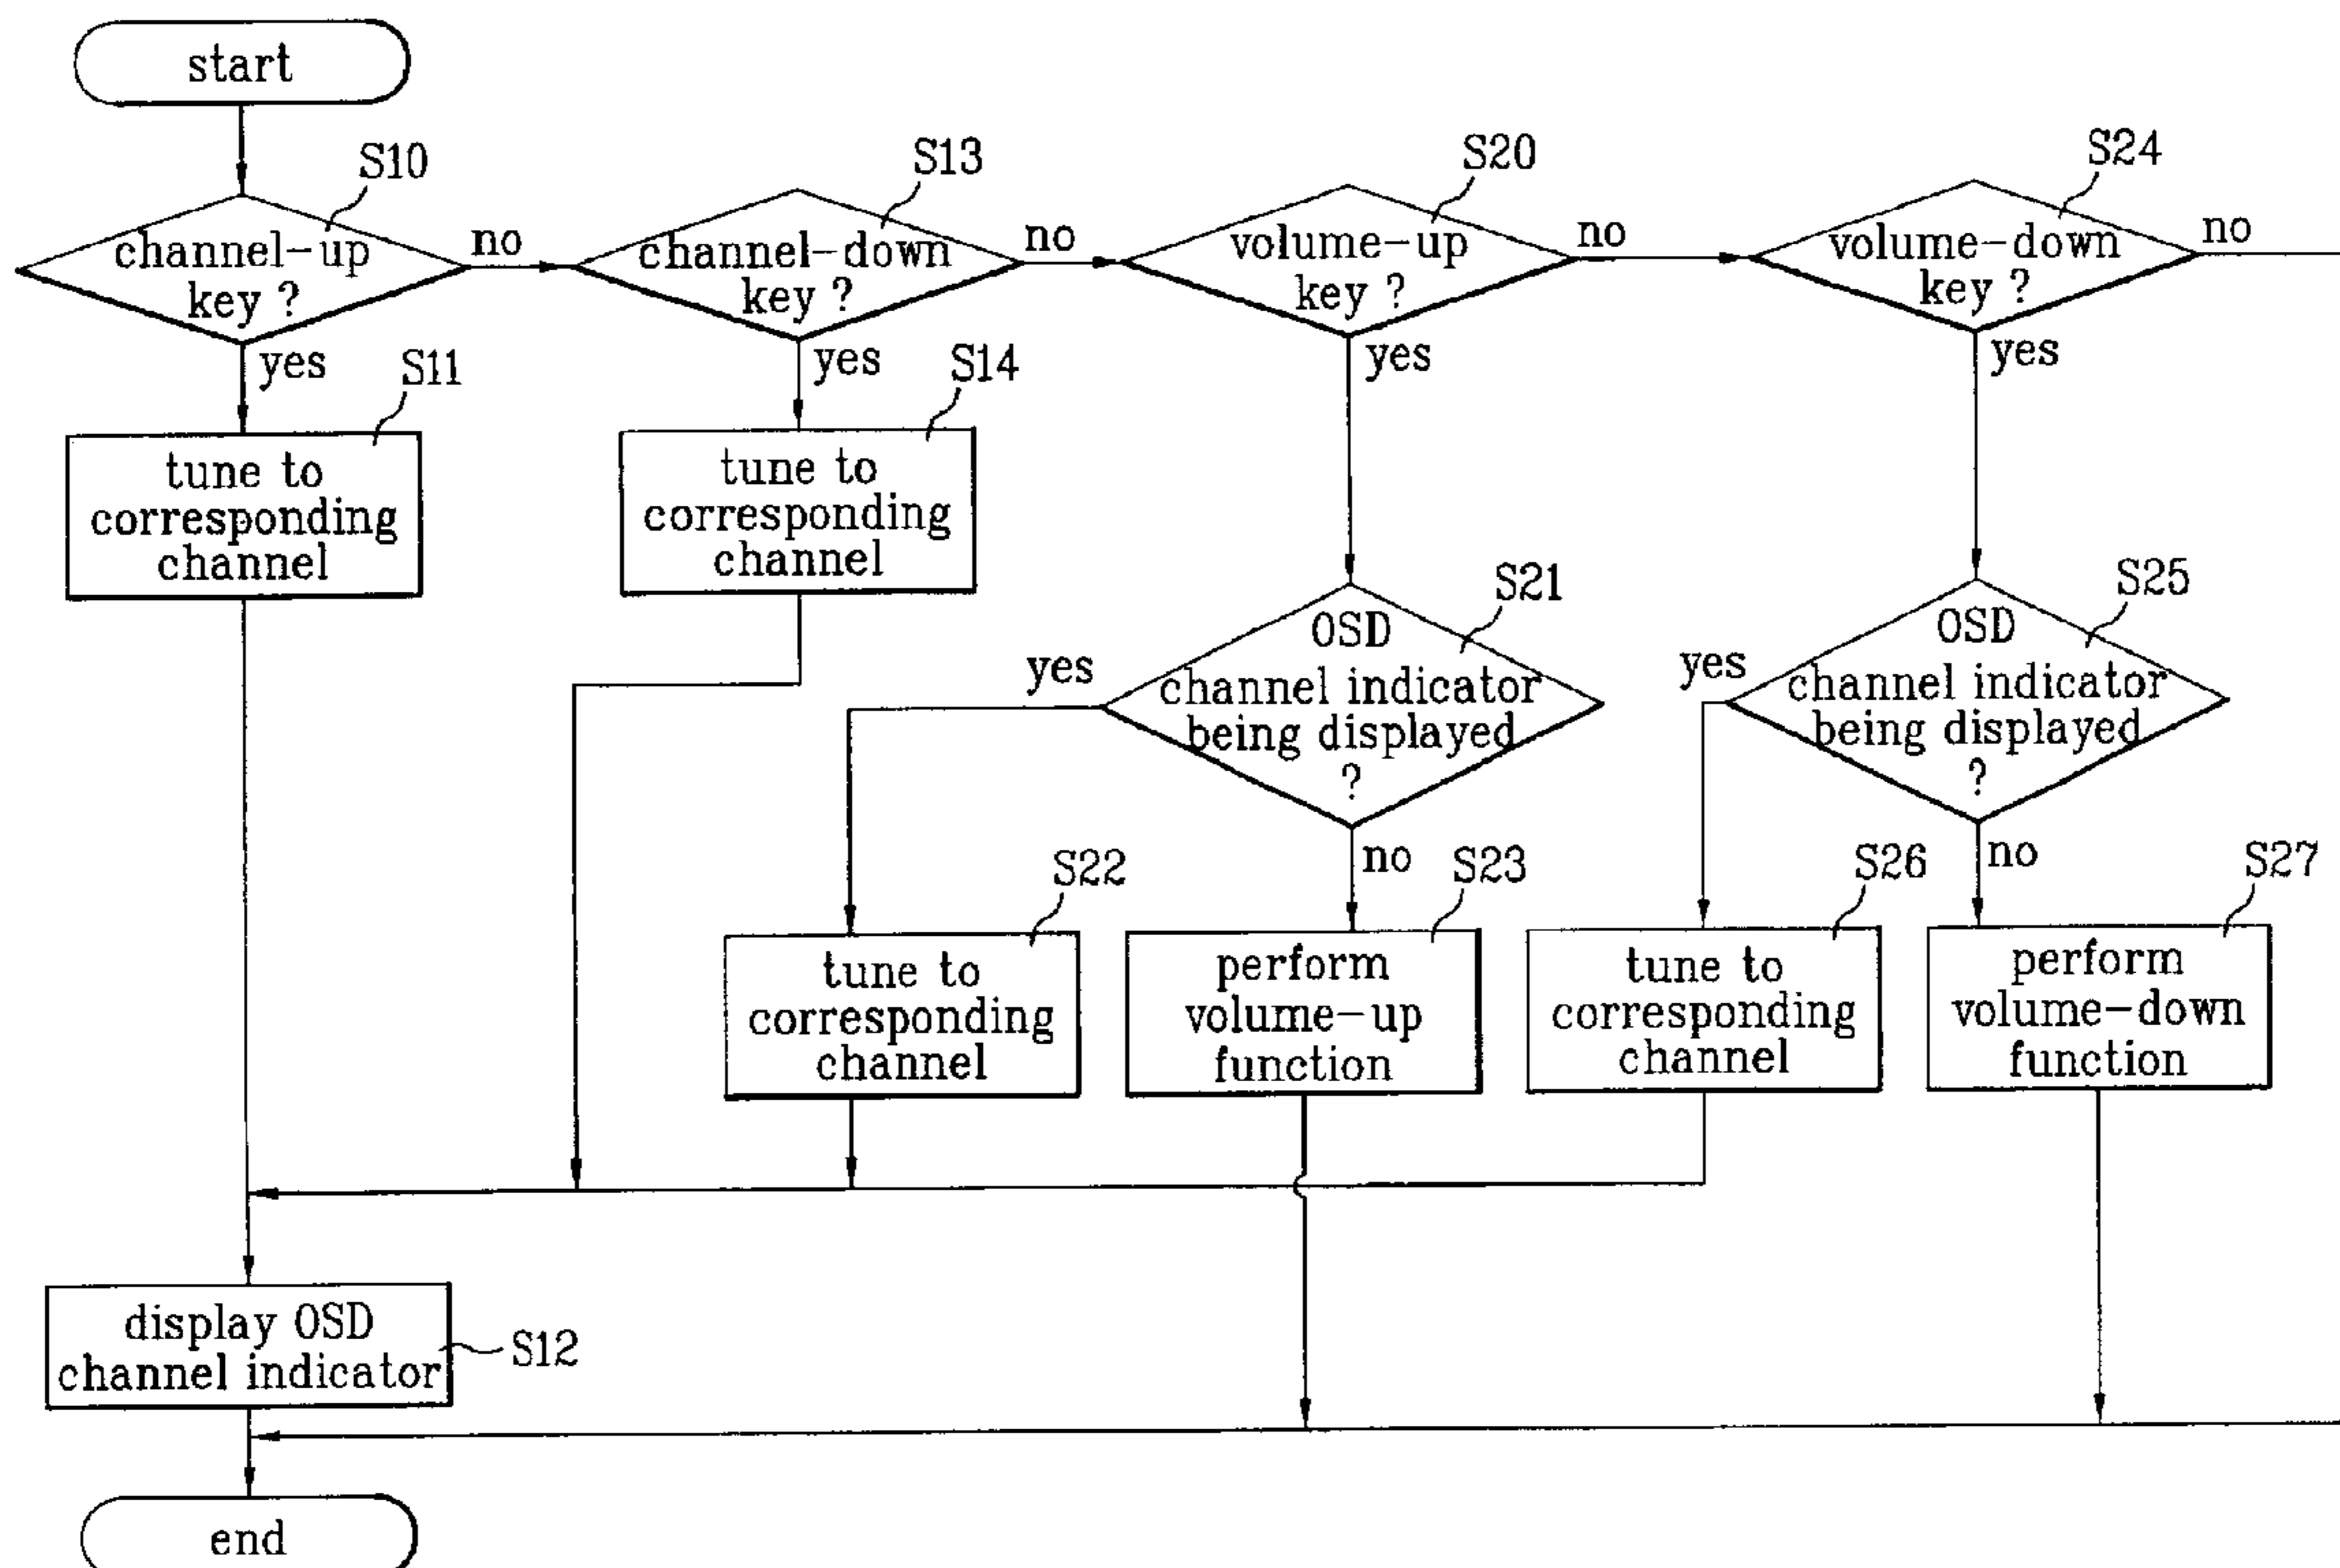 start
S10
channel-up
key ?
no
yes
S13
channel-down
key ?
no
yes
S20
volume-up
key ?
no
yes
S24
volume-down
key ?
no
yes
S11
tune to
corresponding
channel
S14
tune to
corresponding
channel
S21
OSD
channel indicator
being displayed
?
yes
no
S25
OSD
channel indicator
being displayed
?
yes
no
S22
tune to
corresponding
channel
S23
perform
volume-up
function
S26
tune to
corresponding
channel
S27
perform
volume-down
function
display OSD
channel indicator
S12
end